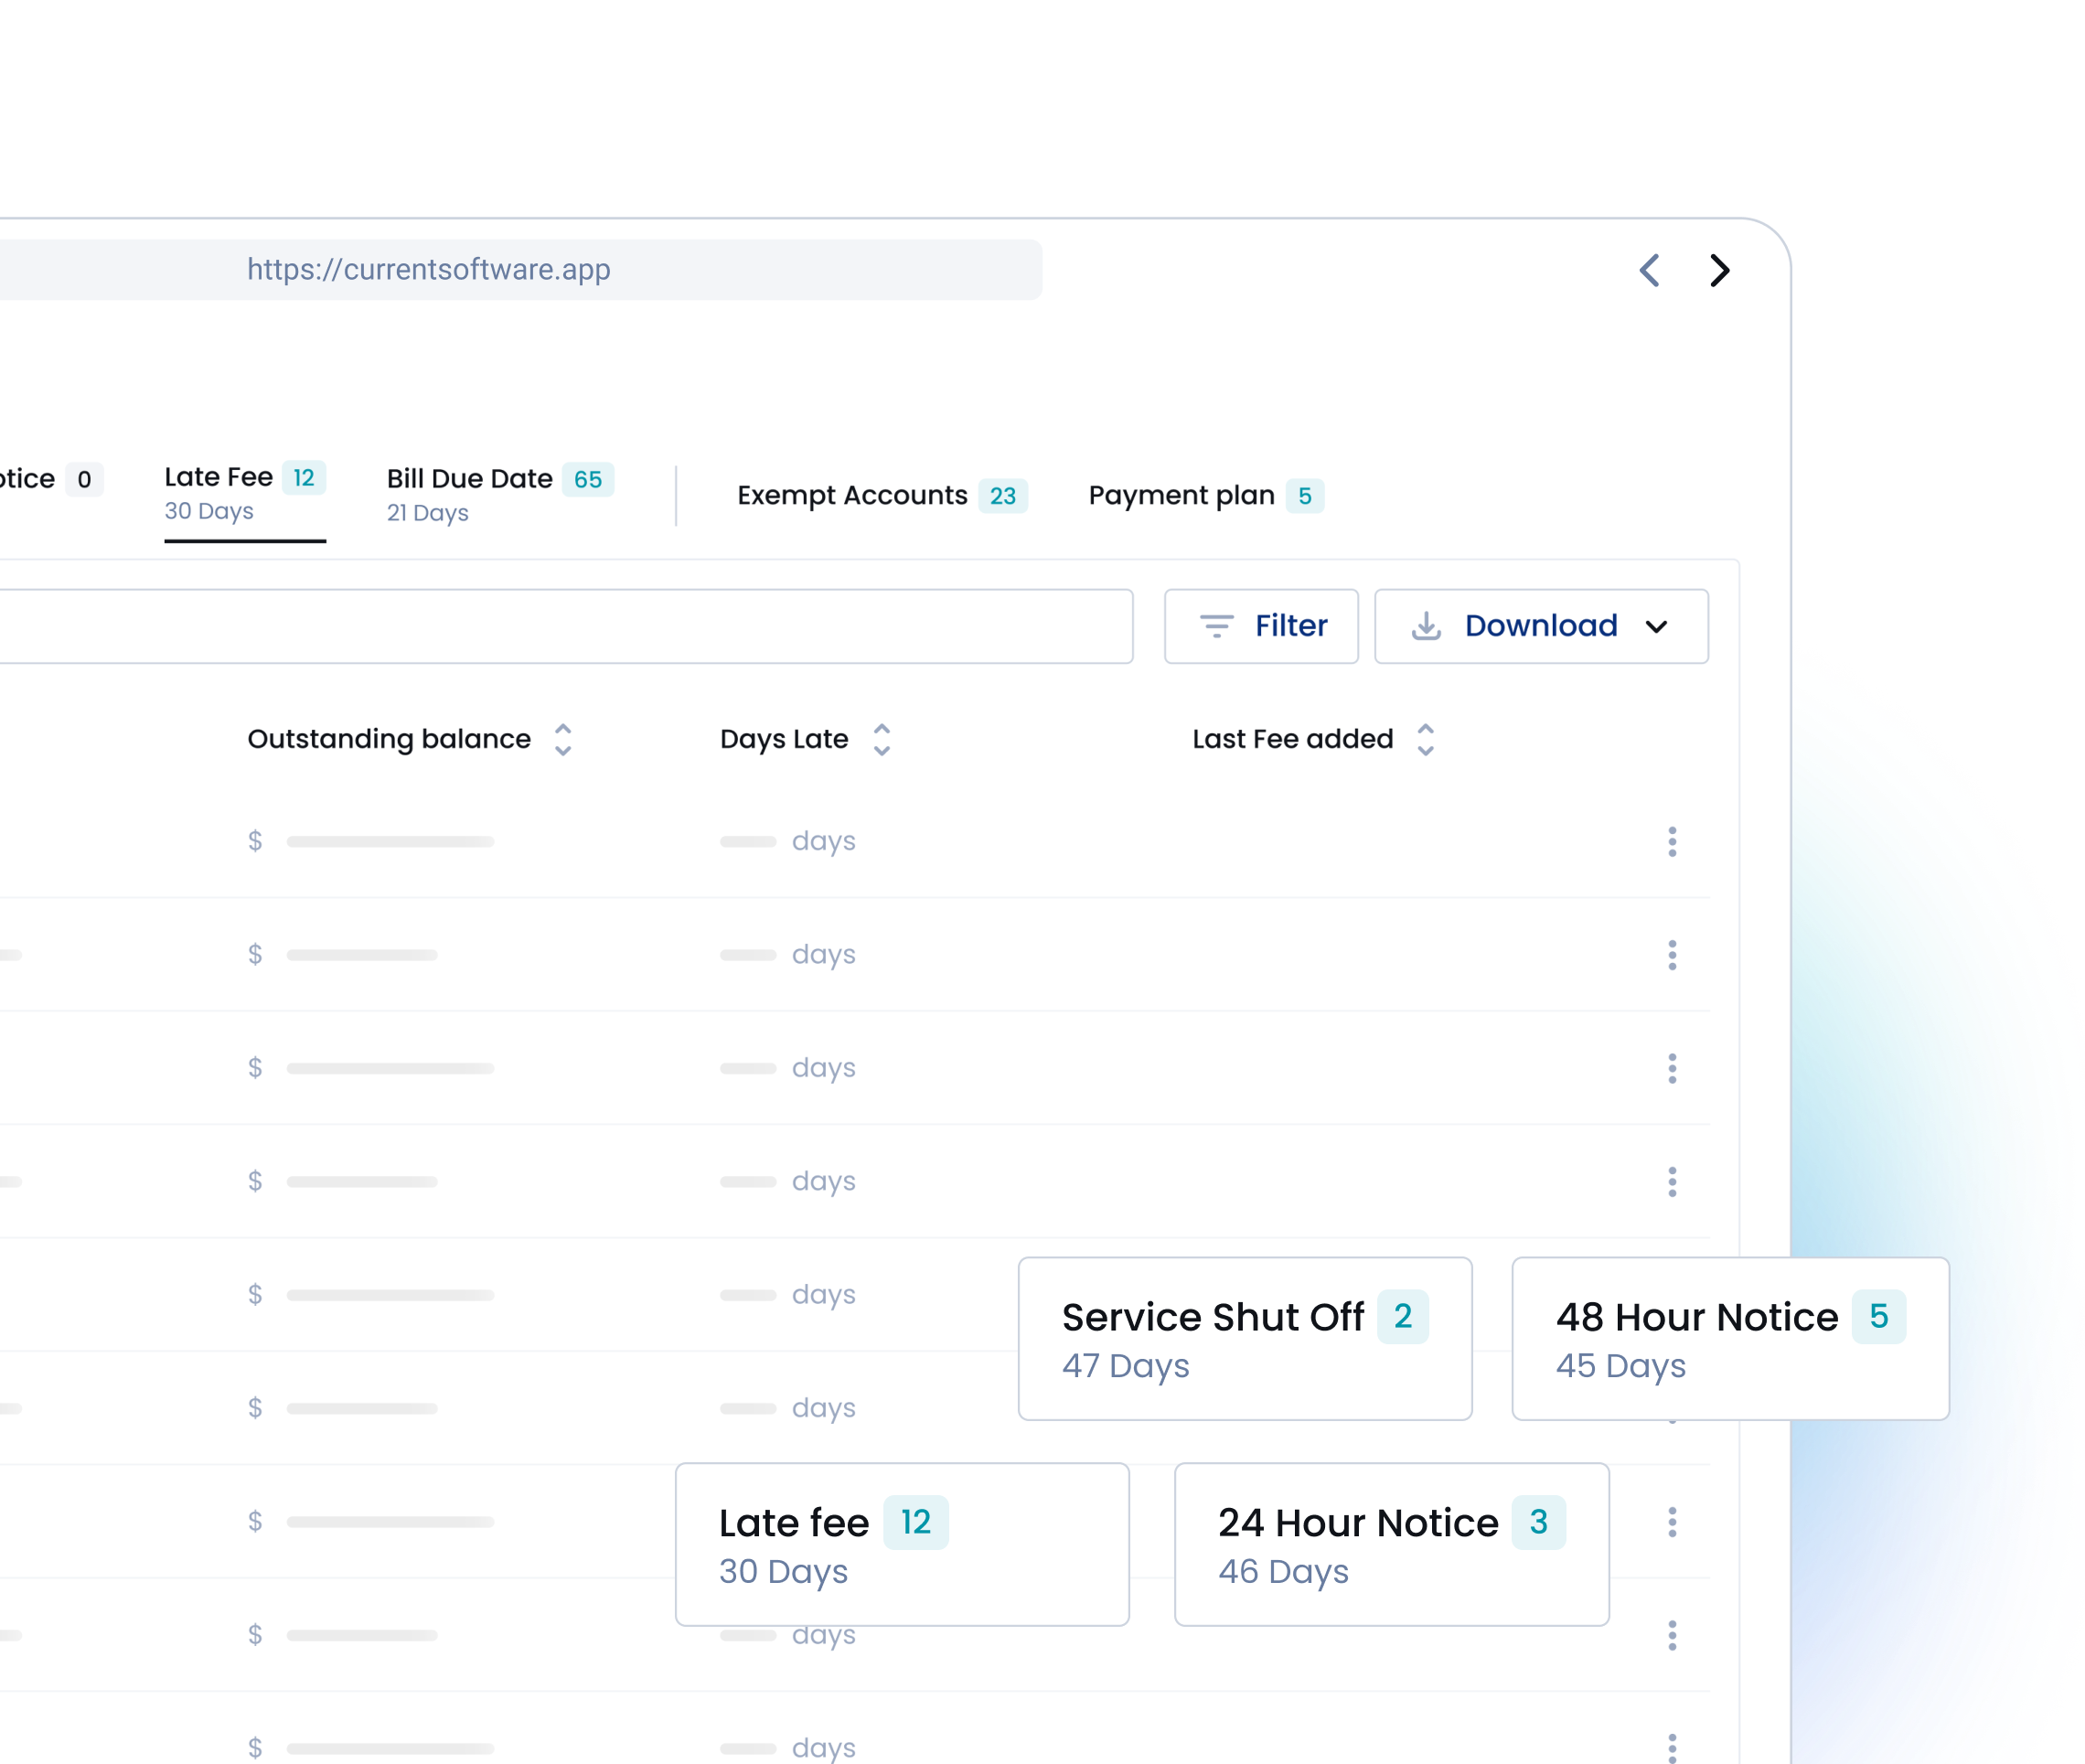 https://currentsoftware.app
otice 0
Late Fee 12
30 Days
Bill Due Date 65
21 Days
Exempt Accounts 23
Payment plan 5
Filter
Download
Outstanding balance
Days Late
Last Fee added
$ days
$ days
$ days
$ days
$ days
Service Shut Off 2
47 Days
48 Hour Notice 5
45 Days
$ days
$
Late fee 12
30 Days
24 Hour Notice 3
46 Days
$ days
$ days